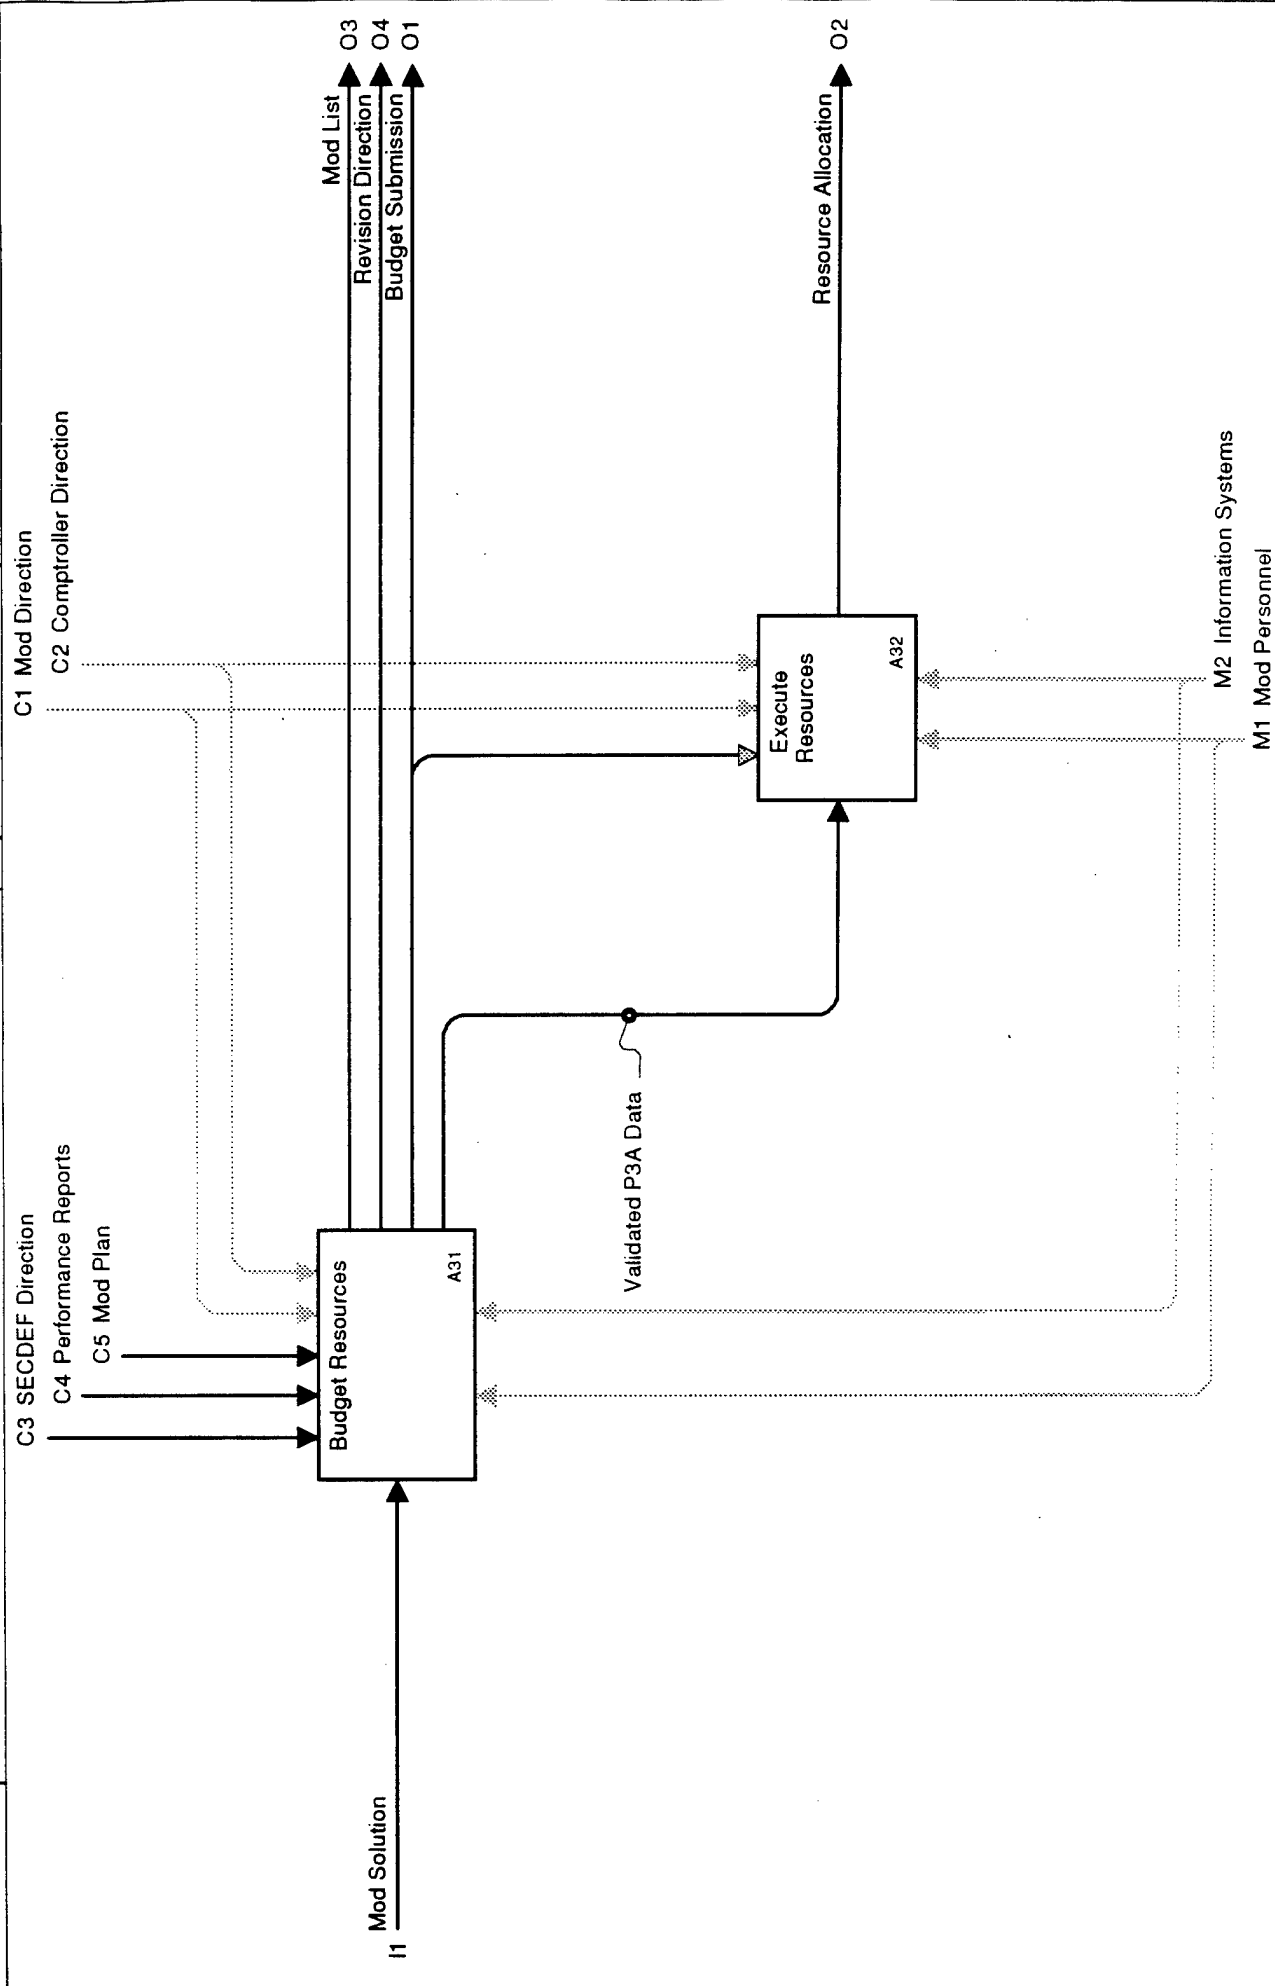 C3 SECDEF Direction
C4 Performance Reports
C5 Mod Plan
C1 Mod Direction
C2 Comptroller Direction
I1
Mod Solution
Budget Resources
A31
Mod List
O3
Revision Direction
O4
Budget Submission
O1
Validated P3A Data
Execute
Resources
A32
Resource Allocation
O2
M2 Information Systems
M1 Mod Personnel